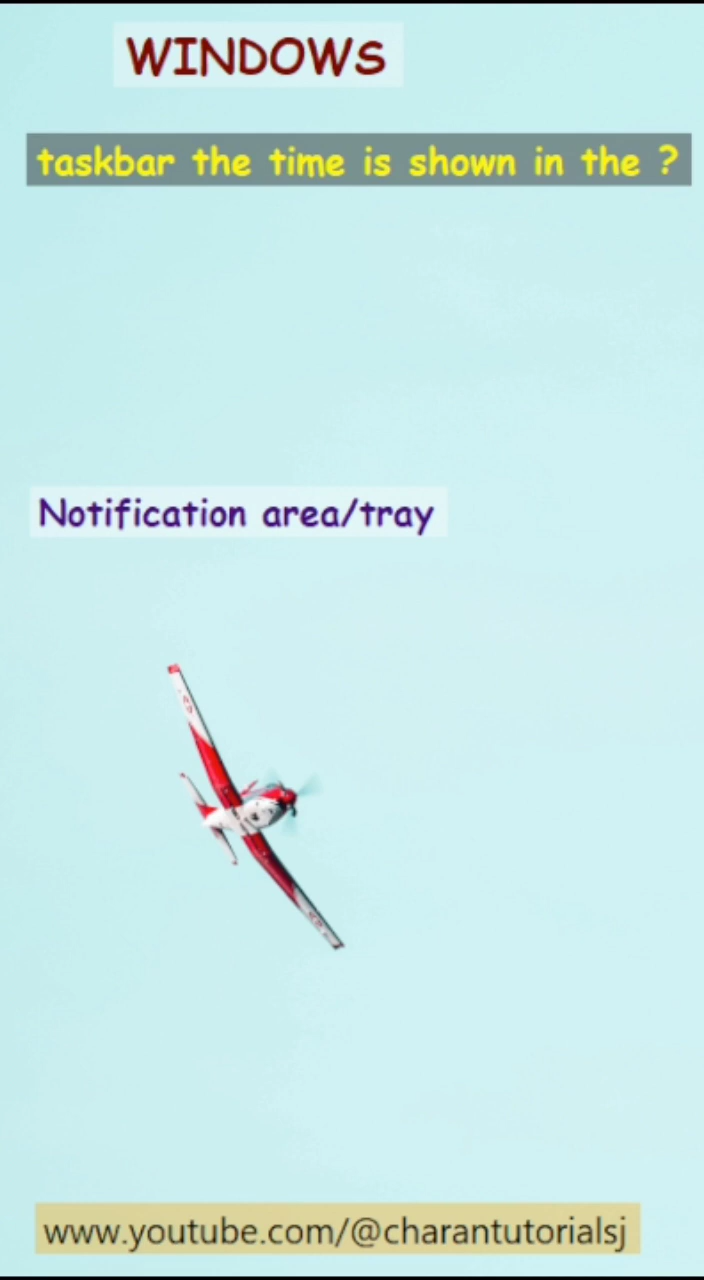 WINDOWS
taskbar the time is shown in the ?
Notification area/tray
www.youtube.com/@charantutorialsj